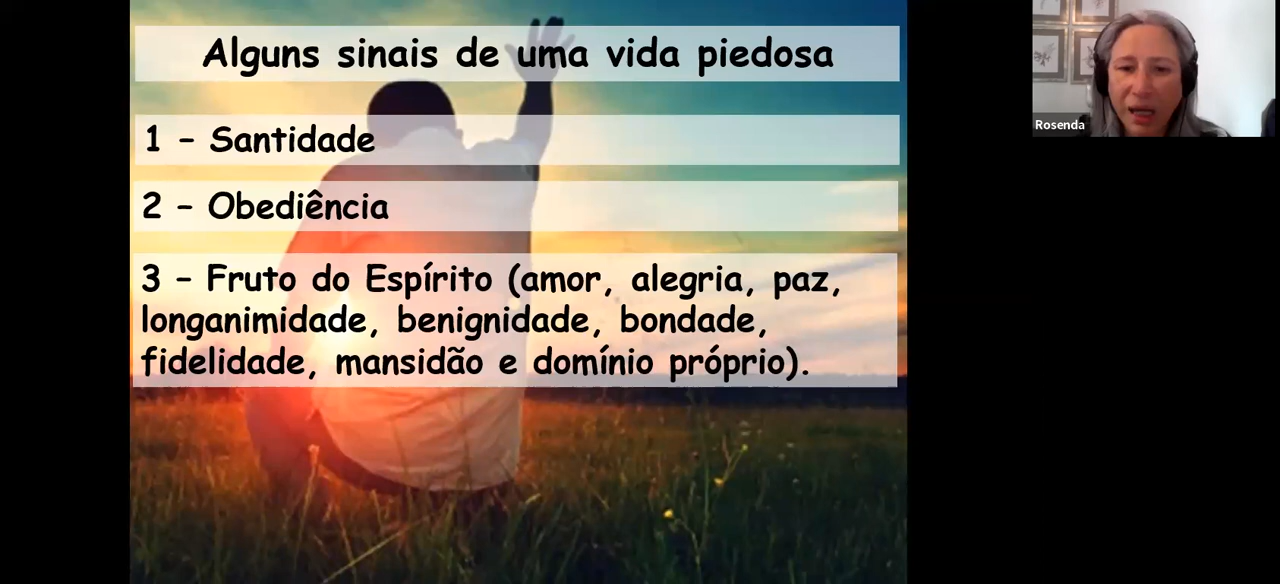 Alguns sinais de uma vida piedosa
1 – Santidade
2 – Obediência
3 – Fruto do Espírito (amor, alegria, paz,
longanimidade, benignidade, bondade,
fidelidade, mansidão e domínio próprio).
Rosenda